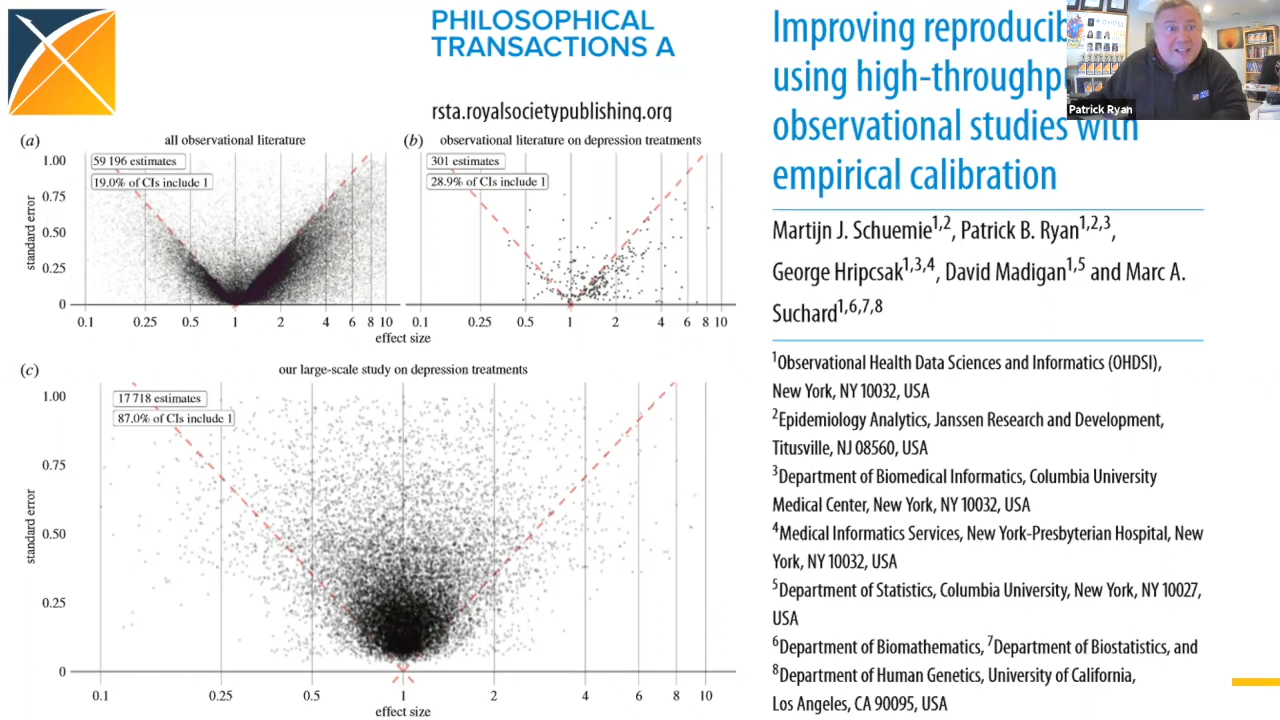 PHILOSOPHICAL
TRANSACTIONS A
rsta.royalsocietypublishing.org
(a)
all observational literature
59 196 estimates
19.0% of CIs include 1
standard error
1.00
0.75
0.50
0.25
0
0.1 0.25 0.5 1 2 4 6 8 10
effect size
(b)
observational literature on depression treatments
301 estimates
28.9% of CIs include 1
0.1 0.25 0.5 1 2 4 6 8 10
effect size
(c)
our large-scale study on depression treatments
17 718 estimates
87.0% of CIs include 1
standard error
1.00
0.75
0.50
0.25
0
0.1 0.25 0.5 1 2 4 6 8 10
effect size
Improving
using
observational studies with
empirical calibration
Martijn J. Schuemie1,2, Patrick B. Ryan1,2,3,
George Hripcsak1,3,4, David Madigan1,5 and Marc A.
Suchard1,6,7,8
1Observational Health Data Sciences and Informatics (OHDSI),
New York, NY 10032, USA
2Epidemiology Analytics, Janssen Research and Development,
Titusville, NJ 08560, USA
3Department of Biomedical Informatics, Columbia University
Medical Center, New York, NY 10032, USA
4Medical Informatics Services, New York-Presbyterian Hospital, New
York, NY 10032, USA
5Department of Statistics, Columbia University, New York, NY 10027,
USA
6Department of Biomathematics, 7Department of Biostatistics, and
8Department of Human Genetics, University of California,
Los Angeles, CA 90095, USA
OHDSI
Patrick Ryan